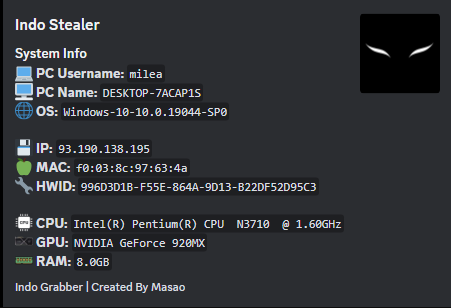 Indo Stealer
System Info
PC Username: milea
PC Name: DESKTOP-7ACAP1S
OS: Windows-10-10.0.19044-SP0
IP: 93.190.138.195
MAC: f0:03:8c:97:63:4a
HWID: 996D3D1B-F55E-864A-9D13-B22DF52D95C3
CPU: Intel(R) Pentium(R) CPU  N3710  @ 1.60GHz
GPU: NVIDIA GeForce 920MX
RAM: 8.0GB
Indo Grabber | Created By Masao